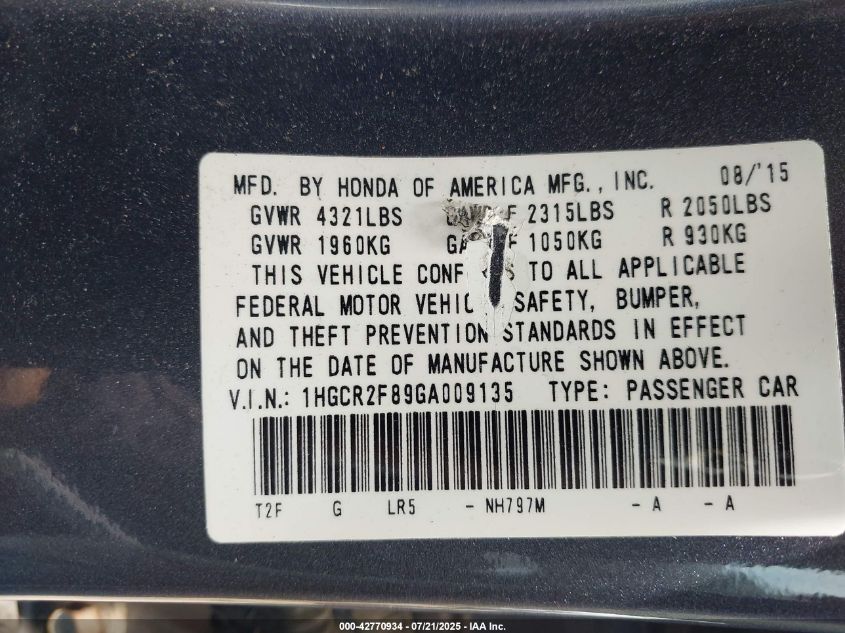 MFD. BY HONDA OF AMERICA MFG., INC. 08/'15
GVWR 4321LBS F 2315LBS R 2050LBS
GVWR 1960KG 1050KG R 930KG
THIS VEHICLE TO ALL APPLICABLE
FEDERAL MOTOR SAFETY, BUMPER,
AND THEFT PREVENTION STANDARDS IN EFFECT
ON THE DATE OF MANUFACTURE SHOWN ABOVE.
V.I.N.: 1HGCR2F89GA009135 TYPE: PASSENGER CAR
T2F G LR5 - NH797M - A - A
000-42770934 - 07/21/2025 - IAA Inc.